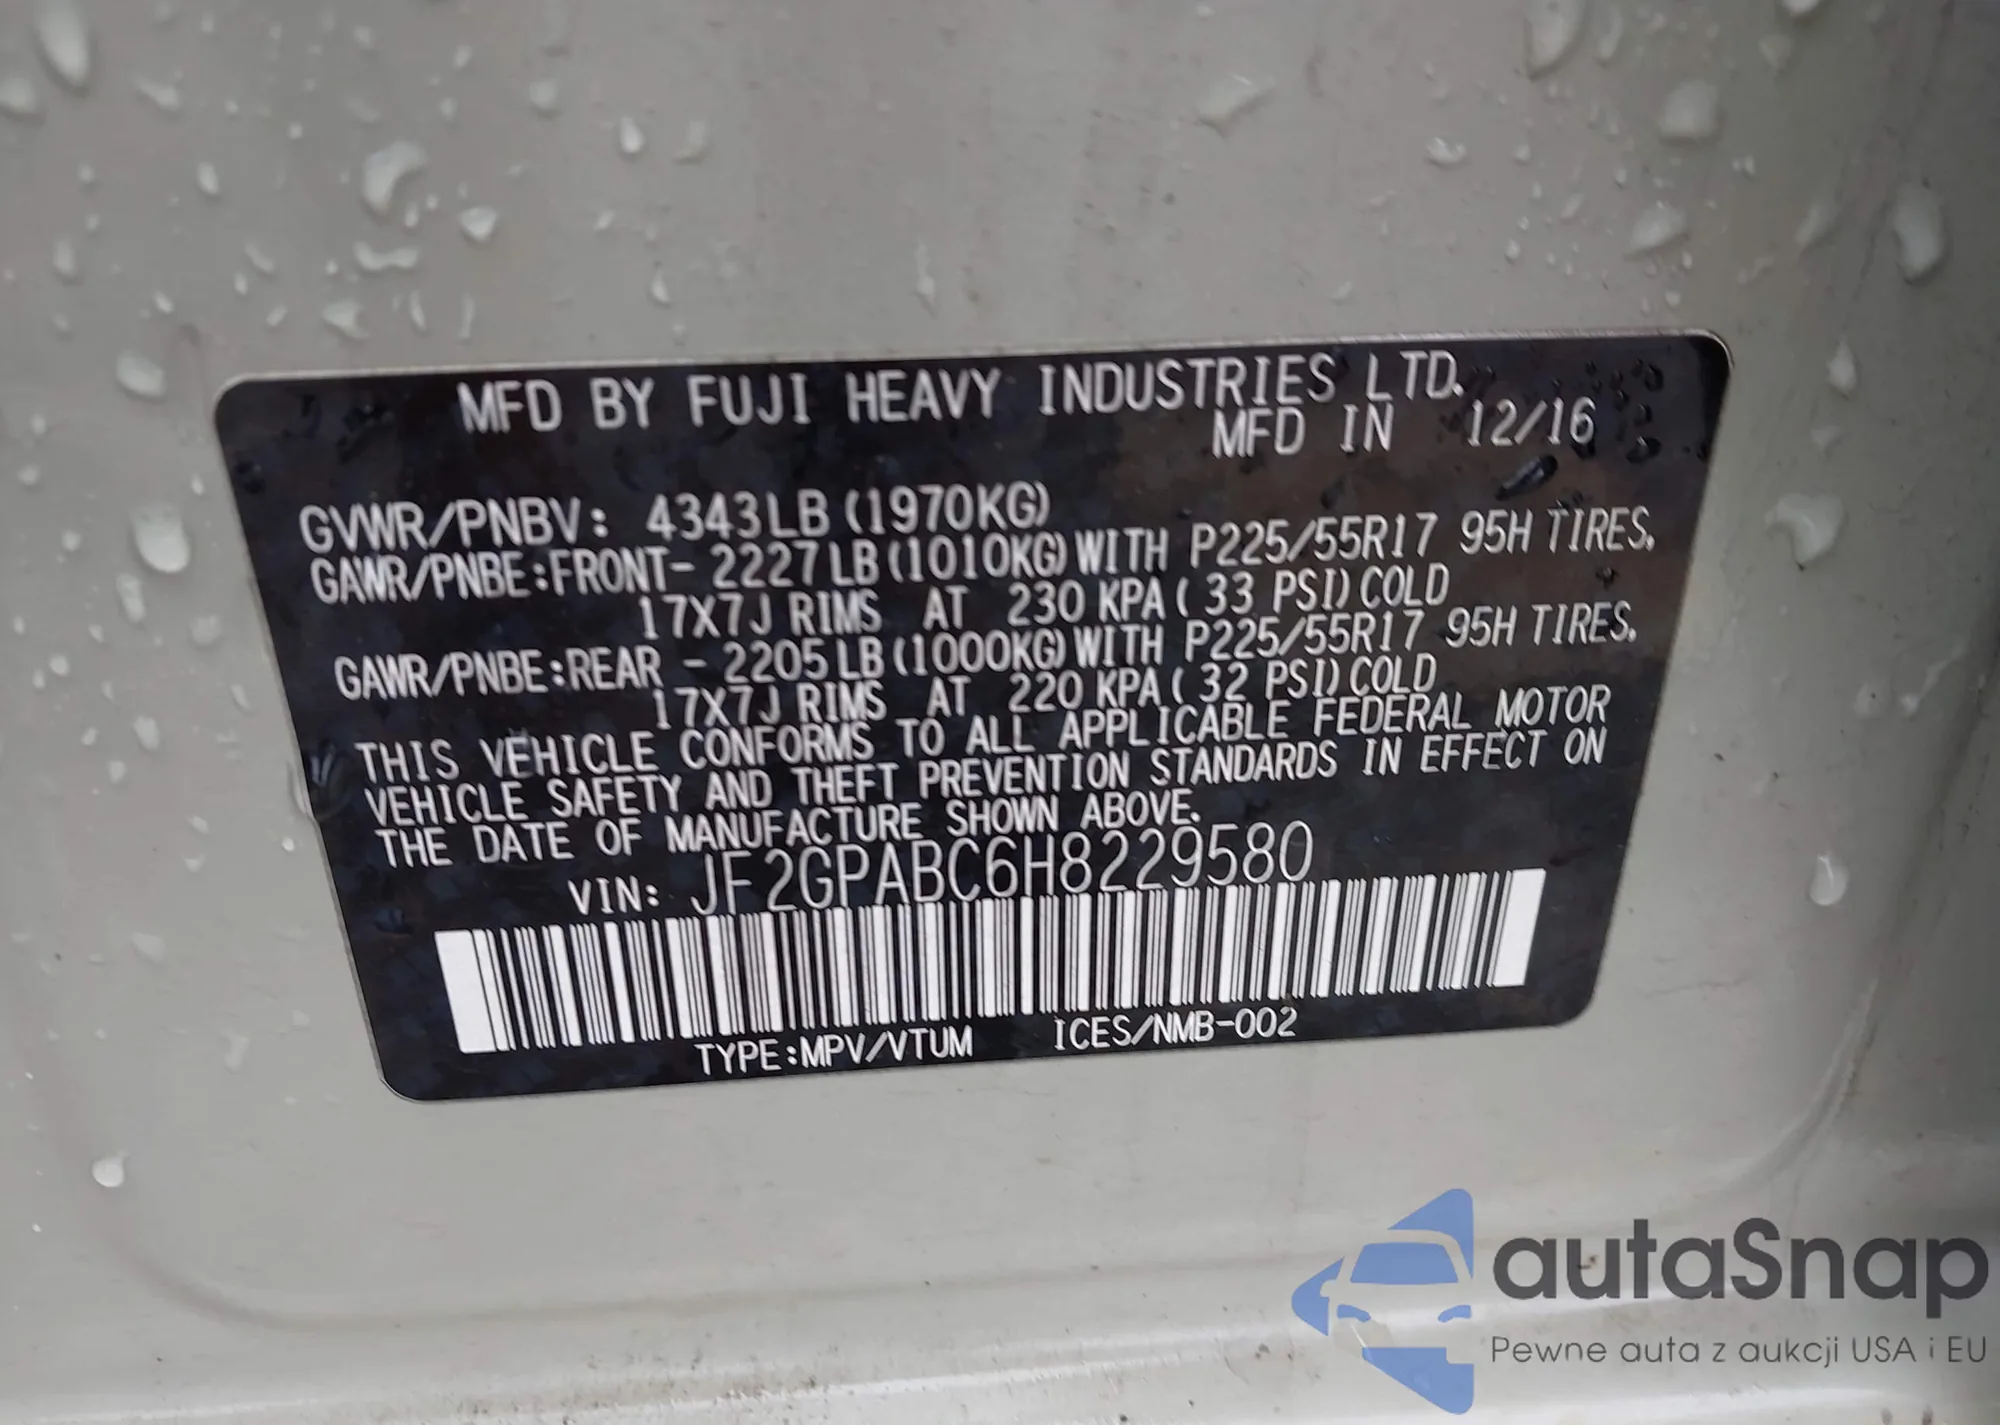 MFD BY FUJI HEAVY INDUSTRIES LTD.
MFD IN 12/16
GVWR/PNBV: 4343LB (1970KG)
GAWR/PNBE:FRONT- 2227LB(1010KG)WITH P225/55R17 95H TIRES,
17X7J RIMS AT 230 KPA( 33 PSI)COLD
GAWR/PNBE:REAR - 2205LB(1000KG)WITH P225/55R17 95H TIRES,
17X7J RIMS AT 220 KPA( 32 PSI)COLD
THIS VEHICLE CONFORMS TO ALL APPLICABLE FEDERAL MOTOR
VEHICLE SAFETY AND THEFT PREVENTION STANDARDS IN EFFECT ON
THE DATE OF MANUFACTURE SHOWN ABOVE.
VIN: JF2GPABC6H8229580
TYPE:MPV/VTUM ICES/NMB-002
autaSnap
Pewne auta z aukcji USA i EU